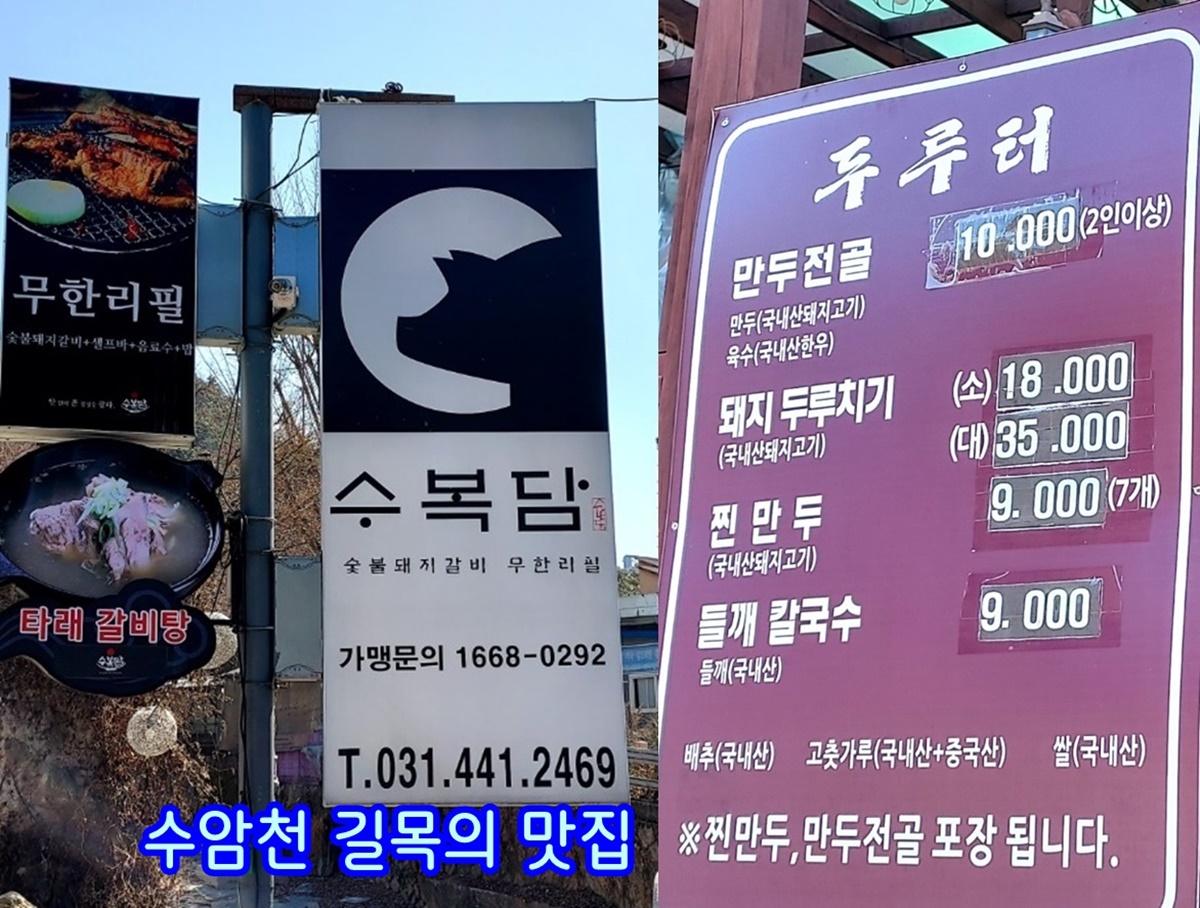 무한리필
숯불돼지갈비+셀프바+음료수+밥
수복담
타래 갈비탕
수복담
수복담
숯불돼지갈비 무한리필
가맹문의 1668-0292
T.031.441.2469
수암천 길목의 맛집
두루터
만두전골 10.000(2인이상)
만두(국내산돼지고기)
육수(국내산한우)
돼지 두루치기 (소) 18.000
(국내산돼지고기) (대) 35.000
찐만두 9.000(7개)
(국내산돼지고기)
들깨 칼국수 9.000
들깨(국내산)
배추(국내산) 고춧가루(국내산+중국산) 쌀(국내산)
※찐만두,만두전골 포장 됩니다.